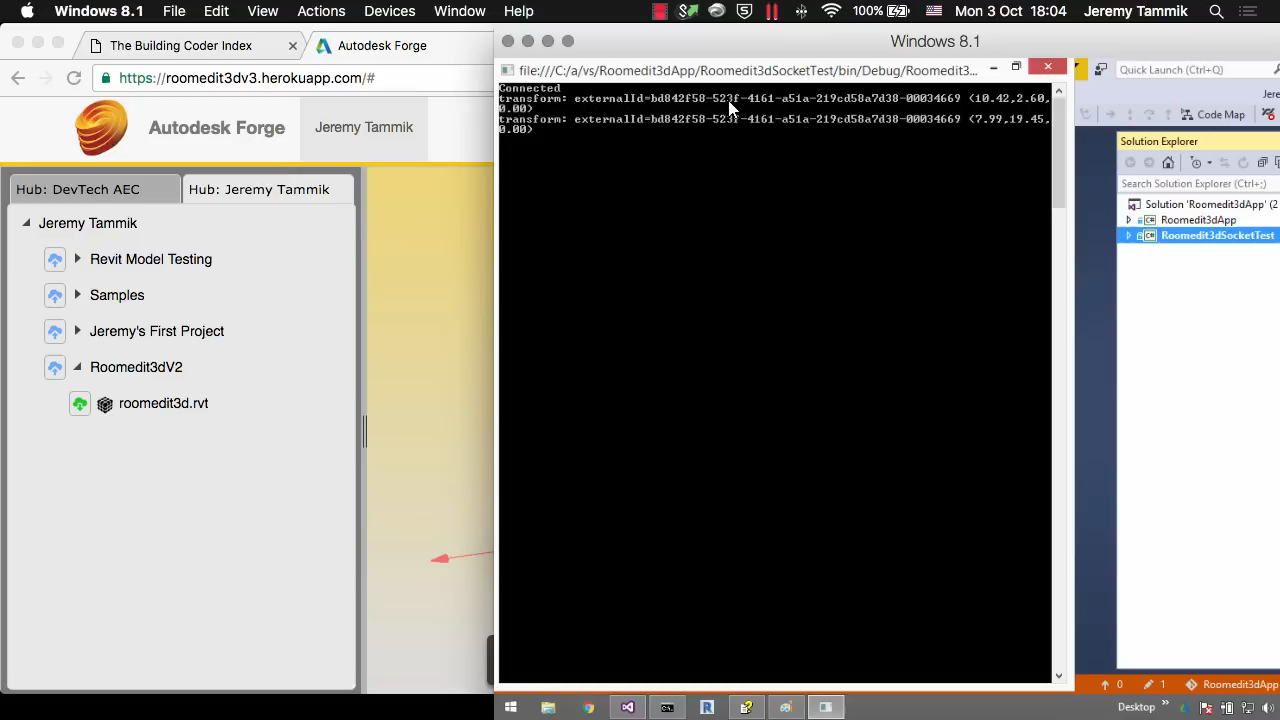 Windows 8.1 File Edit View Actions Devices Window Help 100% Mon 3 Oct 18:04 Jeremy Tammik
The Building Coder Index
Autodesk Forge
https://roomedit3dv3.herokuapp.com/#
Autodesk Forge
Jeremy Tammik
Hub: DevTech AEC
Hub: Jeremy Tammik
Jeremy Tammik
Revit Model Testing
Samples
Jeremy's First Project
Roomedit3dV2
roomedit3d.rvt
Windows 8.1
file:///C:/a/vs/Roomedit3dApp/Roomedit3dSocketTest/bin/Debug/Roomedit3...
Connected
transform: externalId=bd842f58-523f-4161-a51a-219cd58a7d38-00034669 (10.42,2.60,
0.00)
transform: externalId=bd842f58-523f-4161-a51a-219cd58a7d38-00034669 (7.99,19.45,
0.00)
Quick Launch (Ctrl+Q)
Code Map
Solution Explorer
Search Solution Explorer (Ctrl+;)
Solution 'Roomedit3dApp' (2
Roomedit3dApp
Roomedit3dSocketTest
0 1 Roomedit3dApp
Desktop